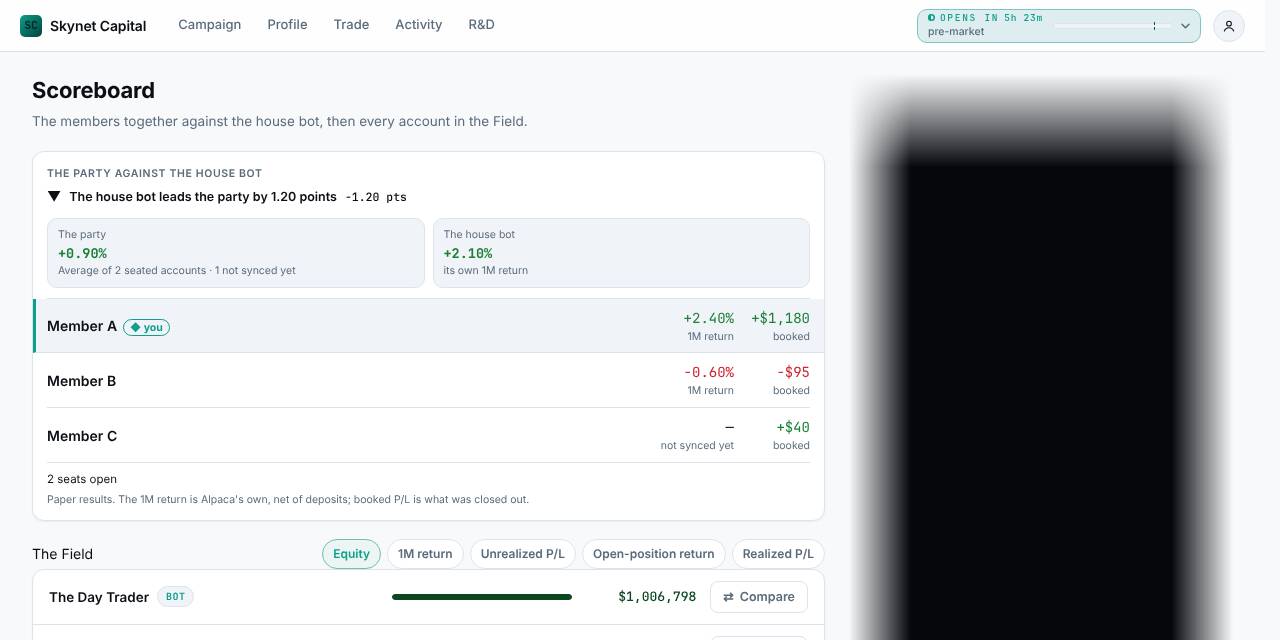 SC Skynet Capital Campaign Profile Trade Activity R&D
OPENS IN 5h 23m
pre-market
Scoreboard
The members together against the house bot, then every account in the Field.
THE PARTY AGAINST THE HOUSE BOT
▼ The house bot leads the party by 1.20 points -1.20 pts
The party
+0.90%
Average of 2 seated accounts · 1 not synced yet
The house bot
+2.10%
its own 1M return
Member A ◆ you +2.40% +$1,180
1M return booked
Member B -0.60% -$95
1M return booked
Member C — +$40
not synced yet booked
2 seats open
Paper results. The 1M return is Alpaca's own, net of deposits; booked P/L is what was closed out.
The Field Equity 1M return Unrealized P/L Open-position return Realized P/L
The Day Trader BOT $1,006,798 ⇄ Compare